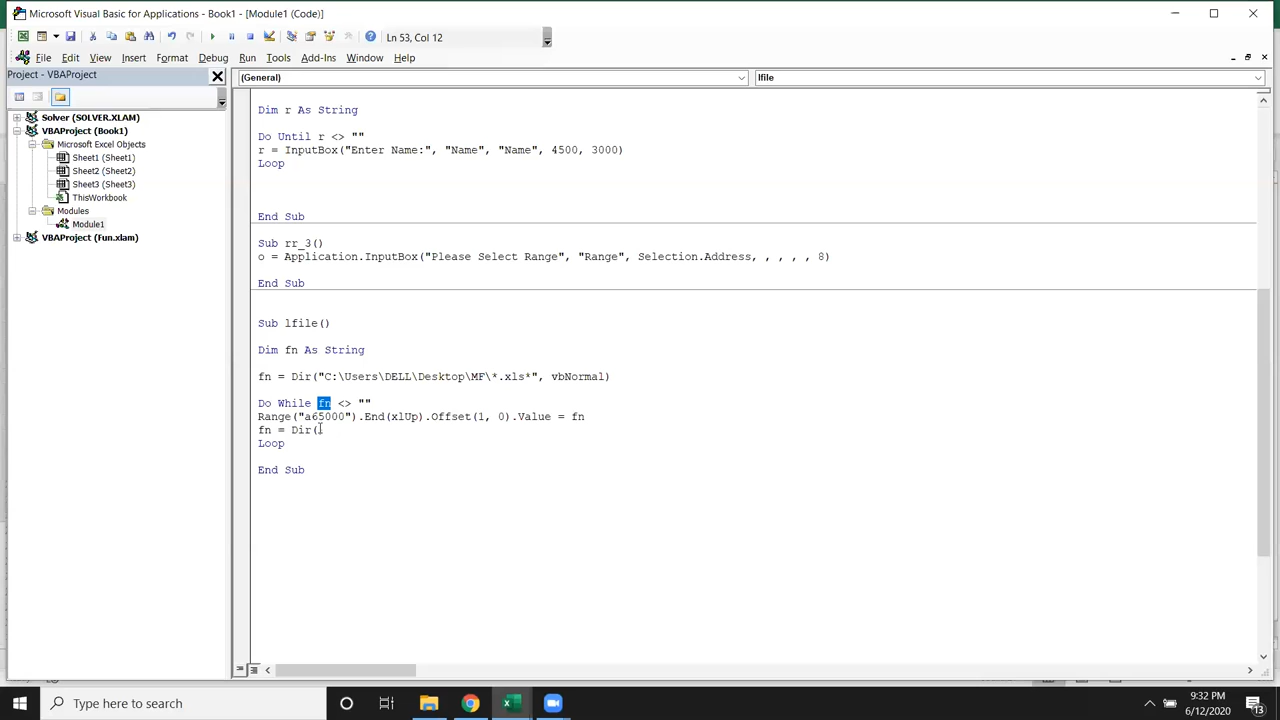 Microsoft Visual Basic for Applications - Book1 - [Module1 (Code)]
Ln 53, Col 12
File Edit View Insert Format Debug Run Tools Add-Ins Window Help
Project - VBAProject
(General)
lfile
Solver (SOLVER.XLAM)
VBAProject (Book1)
Microsoft Excel Objects
Sheet1 (Sheet1)
Sheet2 (Sheet2)
Sheet3 (Sheet3)
ThisWorkbook
Modules
Module1
VBAProject (Fun.xlam)
Dim r As String
Do Until r <> ""
r = InputBox("Enter Name:", "Name", "Name", 4500, 3000)
Loop
End Sub
Sub rr_3()
o = Application.InputBox("Please Select Range", "Range", Selection.Address, , , , , 8)
End Sub
Sub lfile()
Dim fn As String
fn = Dir("C:\Users\DELL\Desktop\MF\*.xls*", vbNormal)
Do While fn <> ""
Range("a65000").End(xlUp).Offset(1, 0).Value = fn
fn = Dir(
Loop
End Sub
Type here to search
9:32 PM
6/12/2020
13